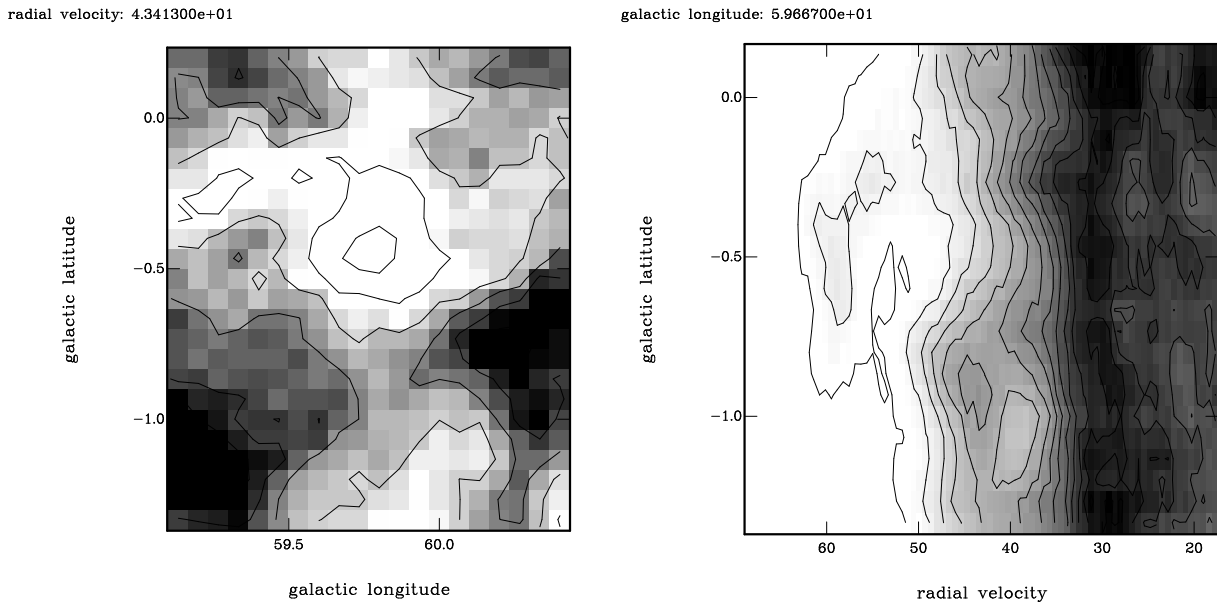 radial velocity: 4.341300e+01
galactic longitude: 5.966700e+01
0.0
−0.5
−1.0
galactic latitude
59.5 60.0
galactic longitude
0.0
−0.5
−1.0
galactic latitude
60 50 40 30 20
radial velocity